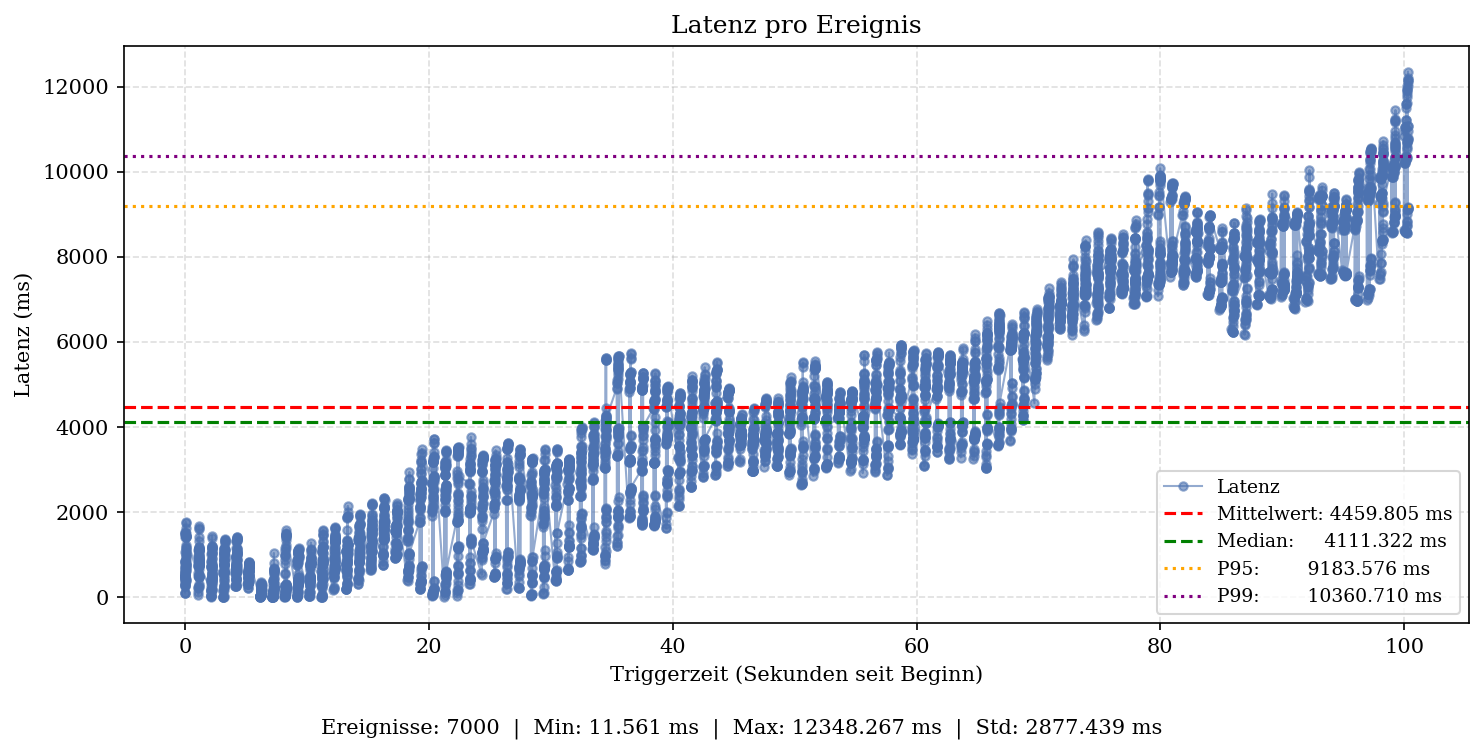 Latenz pro Ereignis
12000
10000
8000
6000
4000
2000
0
Latenz (ms)
Latenz
Mittelwert: 4459.805 ms
Median: 4111.322 ms
P95: 9183.576 ms
P99: 10360.710 ms
0 20 40 60 80 100
Triggerzeit (Sekunden seit Beginn)
Ereignisse: 7000 | Min: 11.561 ms | Max: 12348.267 ms | Std: 2877.439 ms